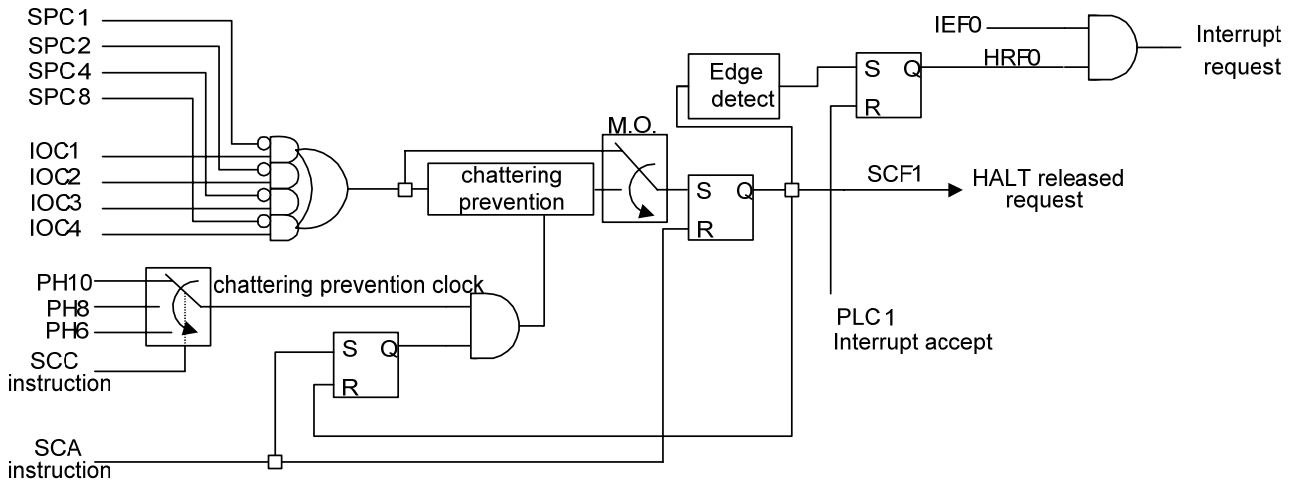 SPC1
SPC2
SPC4
SPC8
IOC1
IOC2
IOC3
IOC4
chattering
prevention
M.O.
Edge
detect
S
Q
R
S
Q
R
IEF0
HRF0
Interrupt
request
SCF1
HALT released
request
PLC1
Interrupt accept
PH10
PH8
PH6
SCC
instruction
chattering prevention clock
S
Q
R
SCA
instruction